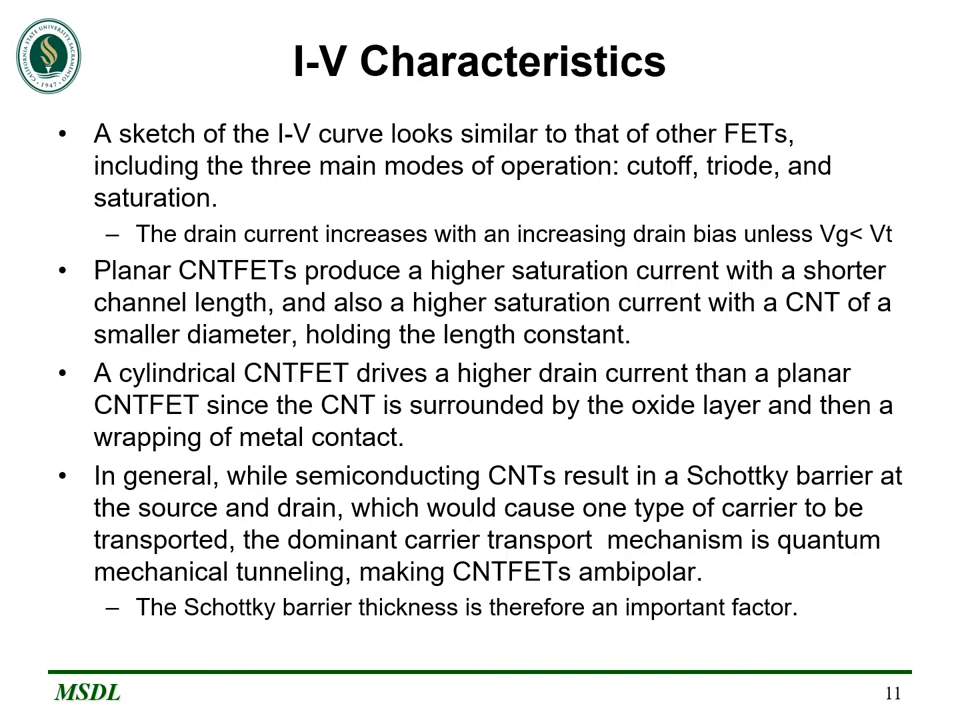 CALIFORNIA STATE UNIVERSITY SACRAMENTO
• 1947 •
I-V Characteristics
• A sketch of the I-V curve looks similar to that of other FETs,
including the three main modes of operation: cutoff, triode, and
saturation.
– The drain current increases with an increasing drain bias unless Vg< Vt
• Planar CNTFETs produce a higher saturation current with a shorter
channel length, and also a higher saturation current with a CNT of a
smaller diameter, holding the length constant.
• A cylindrical CNTFET drives a higher drain current than a planar
CNTFET since the CNT is surrounded by the oxide layer and then a
wrapping of metal contact.
• In general, while semiconducting CNTs result in a Schottky barrier at
the source and drain, which would cause one type of carrier to be
transported, the dominant carrier transport  mechanism is quantum
mechanical tunneling, making CNTFETs ambipolar.
– The Schottky barrier thickness is therefore an important factor.
MSDL
11